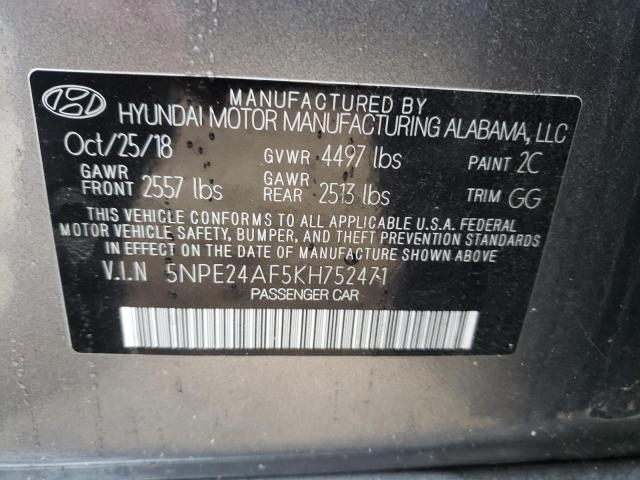 MANUFACTURED BY
HYUNDAI MOTOR MANUFACTURING ALABAMA, LLC
Oct/25/18 GVWR 4497 lbs PAINT 2C
GAWR FRONT 2557 lbs GAWR REAR 2513 lbs TRIM GG
THIS VEHICLE CONFORMS TO ALL APPLICABLE U.S.A. FEDERAL
MOTOR VEHICLE SAFETY, BUMPER, AND THEFT PREVENTION STANDARDS
IN EFFECT ON THE DATE OF MANUFACTURE SHOWN ABOVE.
V.I.N 5NPE24AF5KH752471
PASSENGER CAR